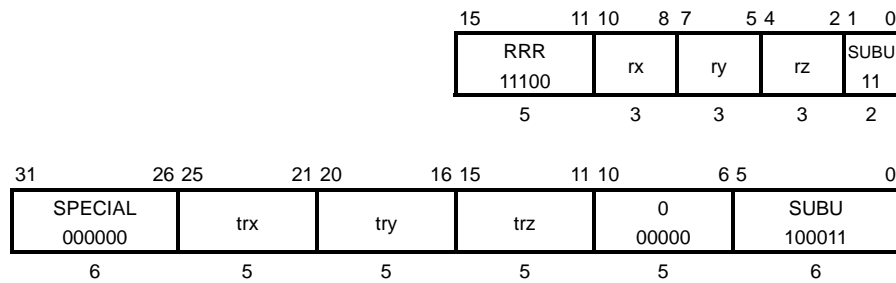 15 11 10 8 7 5 4 2 1 0
RRR rx ry rz SUBU
11100 11
5 3 3 3 2
31 26 25 21 20 16 15 11 10 6 5 0
SPECIAL trx try trz 0 SUBU
000000 00000 100011
6 5 5 5 5 6